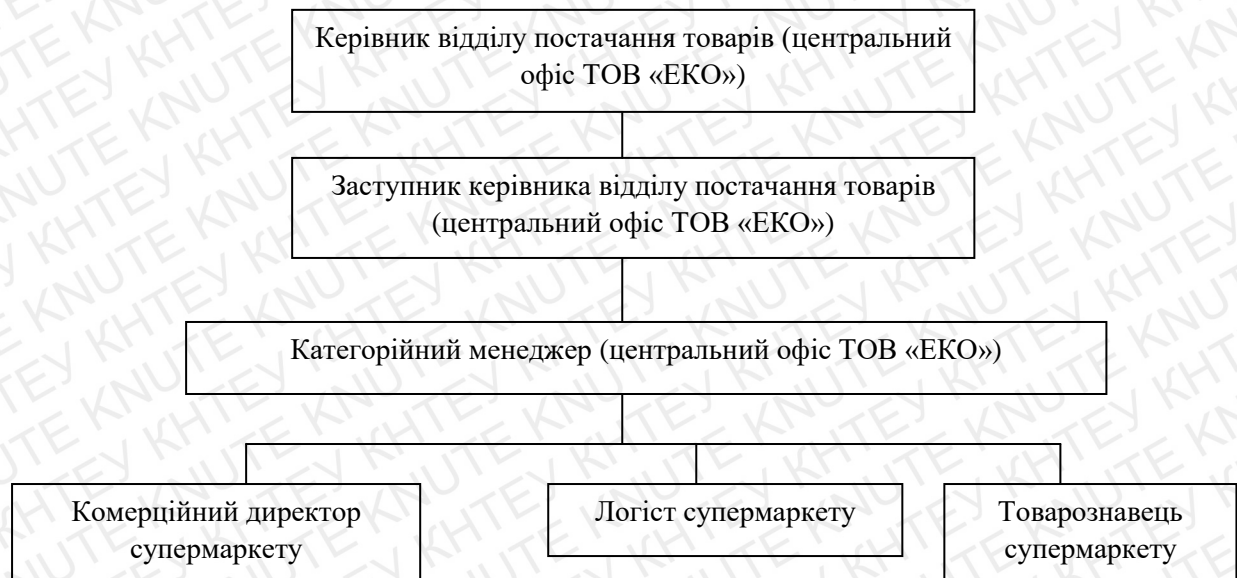 Керівник відділу постачання товарів (центральний
офіс ТОВ «ЕКО»)
Заступник керівника відділу постачання товарів
(центральний офіс ТОВ «ЕКО»)
Категорійний менеджер (центральний офіс ТОВ «ЕКО»)
Комерційний директор
супермаркету
Логіст супермаркету
Товарознавець
супермаркету